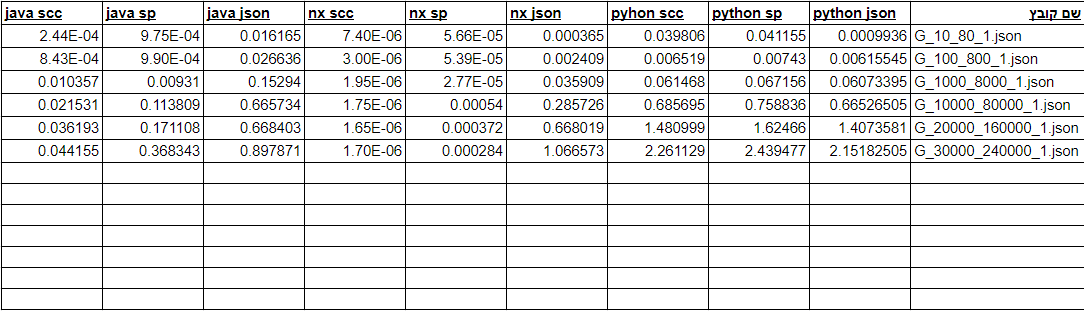 java scc java sp java json nx scc nx sp nx json pyhon scc python sp python json שם קובץ
2.44E-04 9.75E-04 0.016165 7.40E-06 5.66E-05 0.000365 0.039806 0.041155 0.0009936 G_10_80_1.json
8.43E-04 9.90E-04 0.026636 3.00E-06 5.39E-05 0.002409 0.006519 0.00743 0.00615545 G_100_800_1.json
0.010357 0.00931 0.15294 1.95E-06 2.77E-05 0.035909 0.061468 0.067156 0.06073395 G_1000_8000_1.json
0.021531 0.113809 0.665734 1.75E-06 0.00054 0.285726 0.685695 0.758836 0.66526505 G_10000_80000_1.json
0.036193 0.171108 0.668403 1.65E-06 0.000372 0.668019 1.480999 1.62466 1.4073581 G_20000_160000_1.json
0.044155 0.368343 0.897871 1.70E-06 0.000284 1.066573 2.261129 2.439477 2.15182505 G_30000_240000_1.json